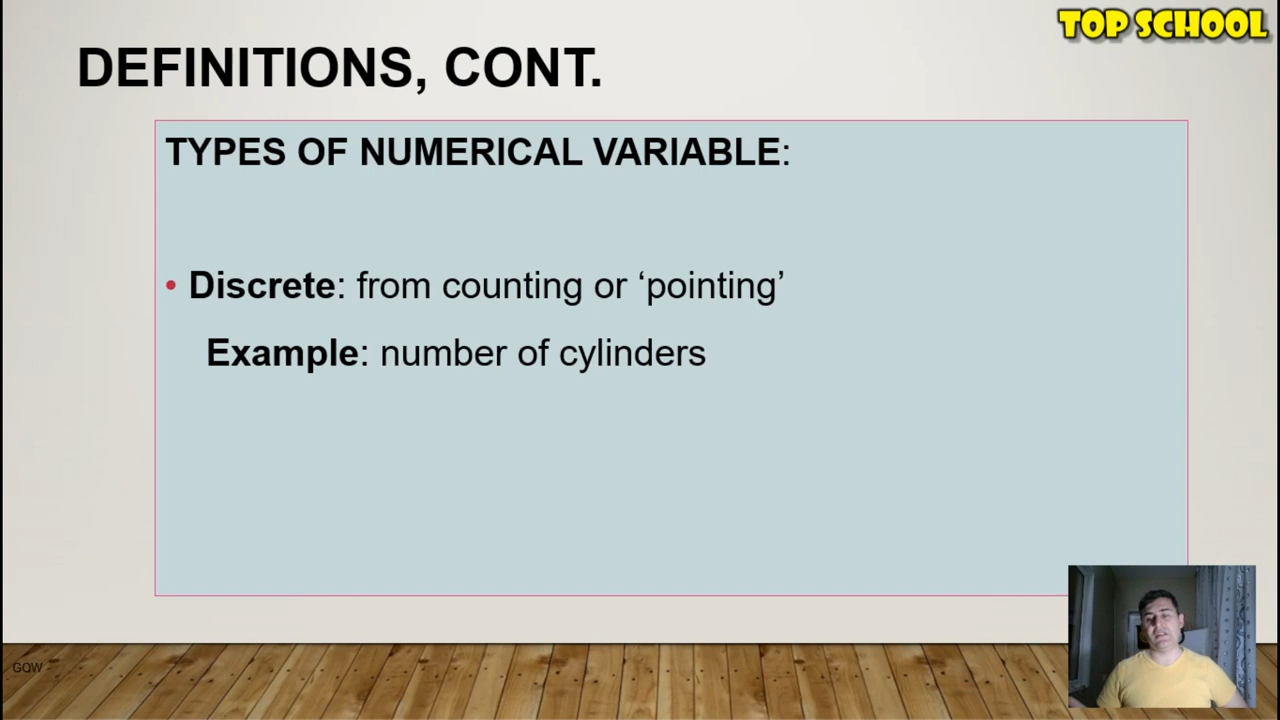 TOP SCHOOL
DEFINITIONS, CONT.
TYPES OF NUMERICAL VARIABLE:
• Discrete: from counting or ‘pointing’
Example: number of cylinders
GQW